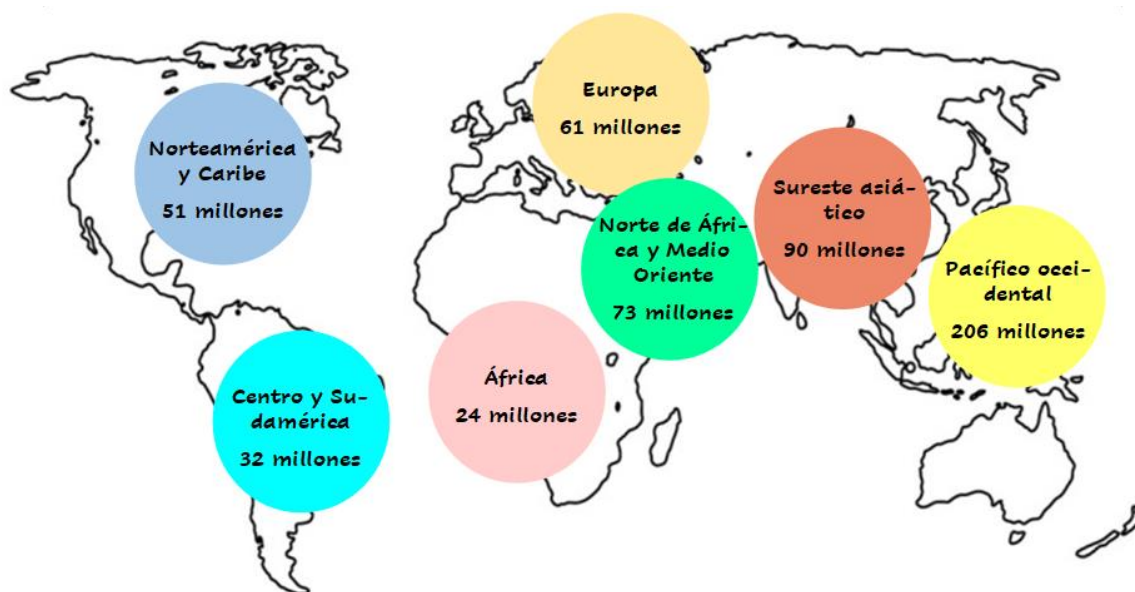 Norteamérica
y Caribe
51 millones
Europa
61 millones
Sureste asiá-
tico
90 millones
Norte de Áfri-
ca y Medio
Oriente
73 millones
Pacífico occi-
dental
206 millones
Centro y Su-
damérica
32 millones
África
24 millones